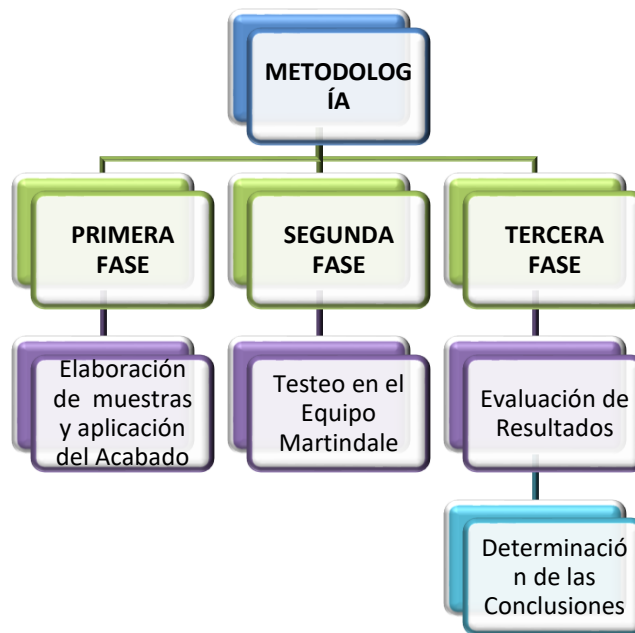 METODOLOG
ÍA
PRIMERA
FASE
SEGUNDA
FASE
TERCERA
FASE
Elaboración
de muestras
y aplicación
del Acabado
Testeo en el
Equipo
Martindale
Evaluación de
Resultados
Determinació
n de las
Conclusiones